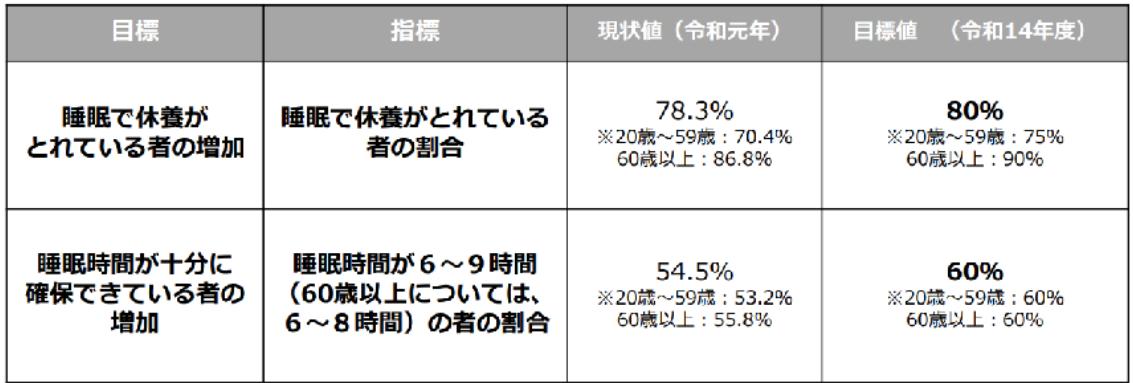 目標
指標
現状値（令和元年）
目標値　（令和14年度）
睡眠で休養が
とれている者の増加
睡眠で休養がとれている
者の割合
78.3%
※20歳～59歳：70.4%
60歳以上：86.8%
80%
※20歳～59歳：75%
60歳以上：90%
睡眠時間が十分に
確保できている者の
増加
睡眠時間が６～９時間
（60歳以上については、
６～８時間）の者の割合
54.5%
※20歳～59歳：53.2%
60歳以上：55.8%
60%
※20歳～59歳：60%
60歳以上：60%